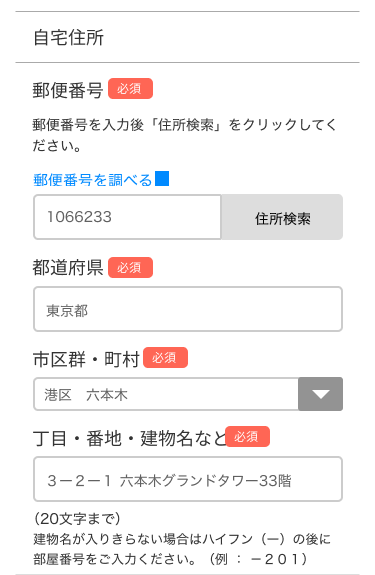 自宅住所
郵便番号 必須
郵便番号を入力後「住所検索」をクリックしてく
ださい。
郵便番号を調べる
1066233 住所検索
都道府県 必須
東京都
市区群・町村 必須
港区　六本木
丁目・番地・建物名など 必須
３ー２ー１ 六本木グランドタワー33階
(20文字まで)
建物名が入りきらない場合はハイフン（ー）の後に
部屋番号をご入力ください。（例 ： －２０１）